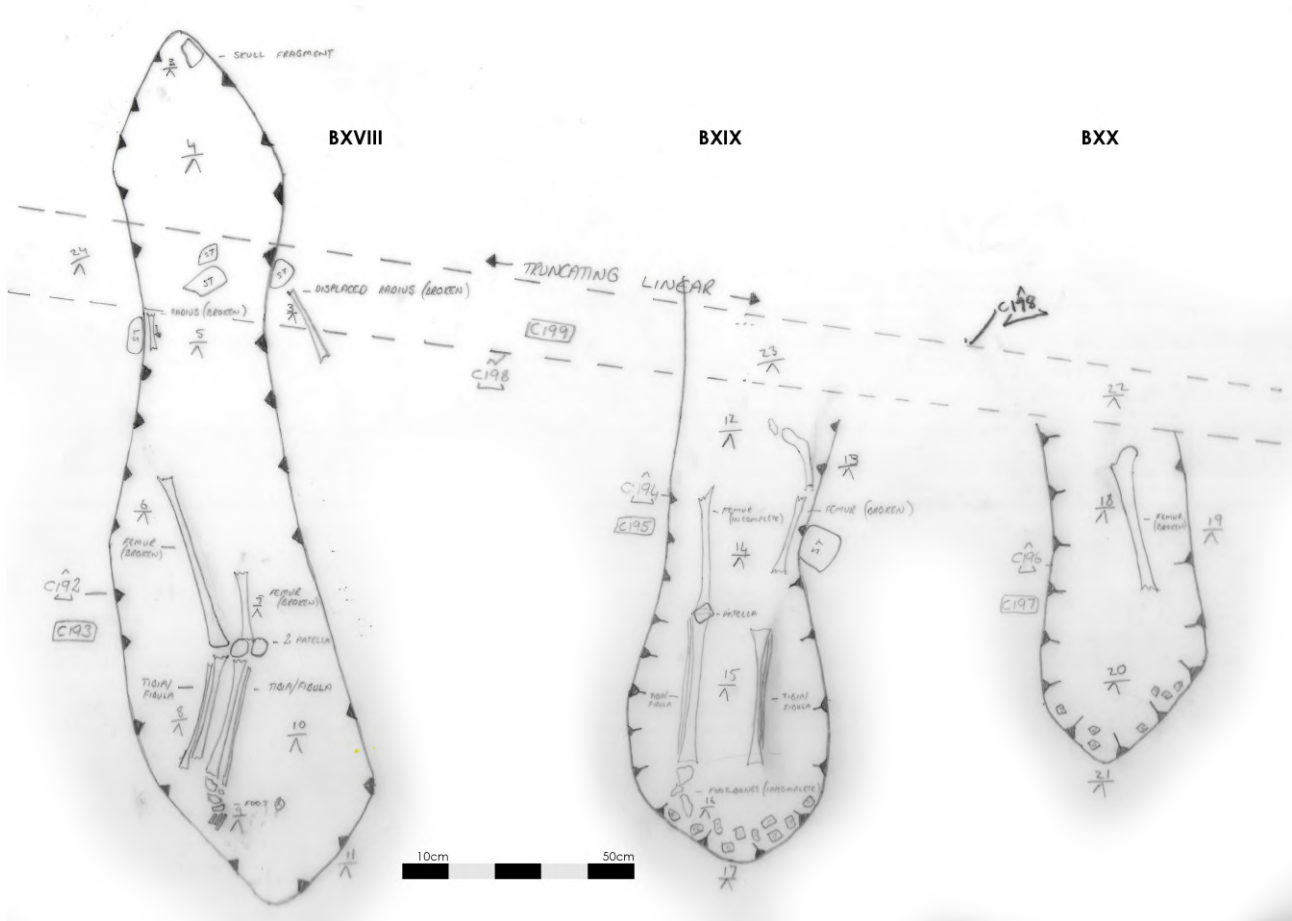 SKULL FRAGMENT
4
BXVIII
BXIX
BXX
24
ST
ST
ST
TRUNCATING LINEAR
DISPLACED RADIUS (BROKEN)
3
RADIUS (BROKEN)
ST
5
C199
C198
C198
23
22
12
13
6
FEMUR
(BROKEN)
C194
C195
FEMUR
(INCOMPLETE)
FEMUR (BROKEN)
14
ST
18
FEMUR
(BROKEN)
19
C192
C193
7
FEMUR
(BROKEN)
2 PATELLA
PATELLA
C196
C197
TIBIA/
FIBULA
8
TIBIA/FIBULA
10
TIBIA/
FIBULA
15
TIBIA/
FIBULA
20
FOOT
9
FOOT BONES (INCOMPLETE)
16
21
11
17
10cm
50cm